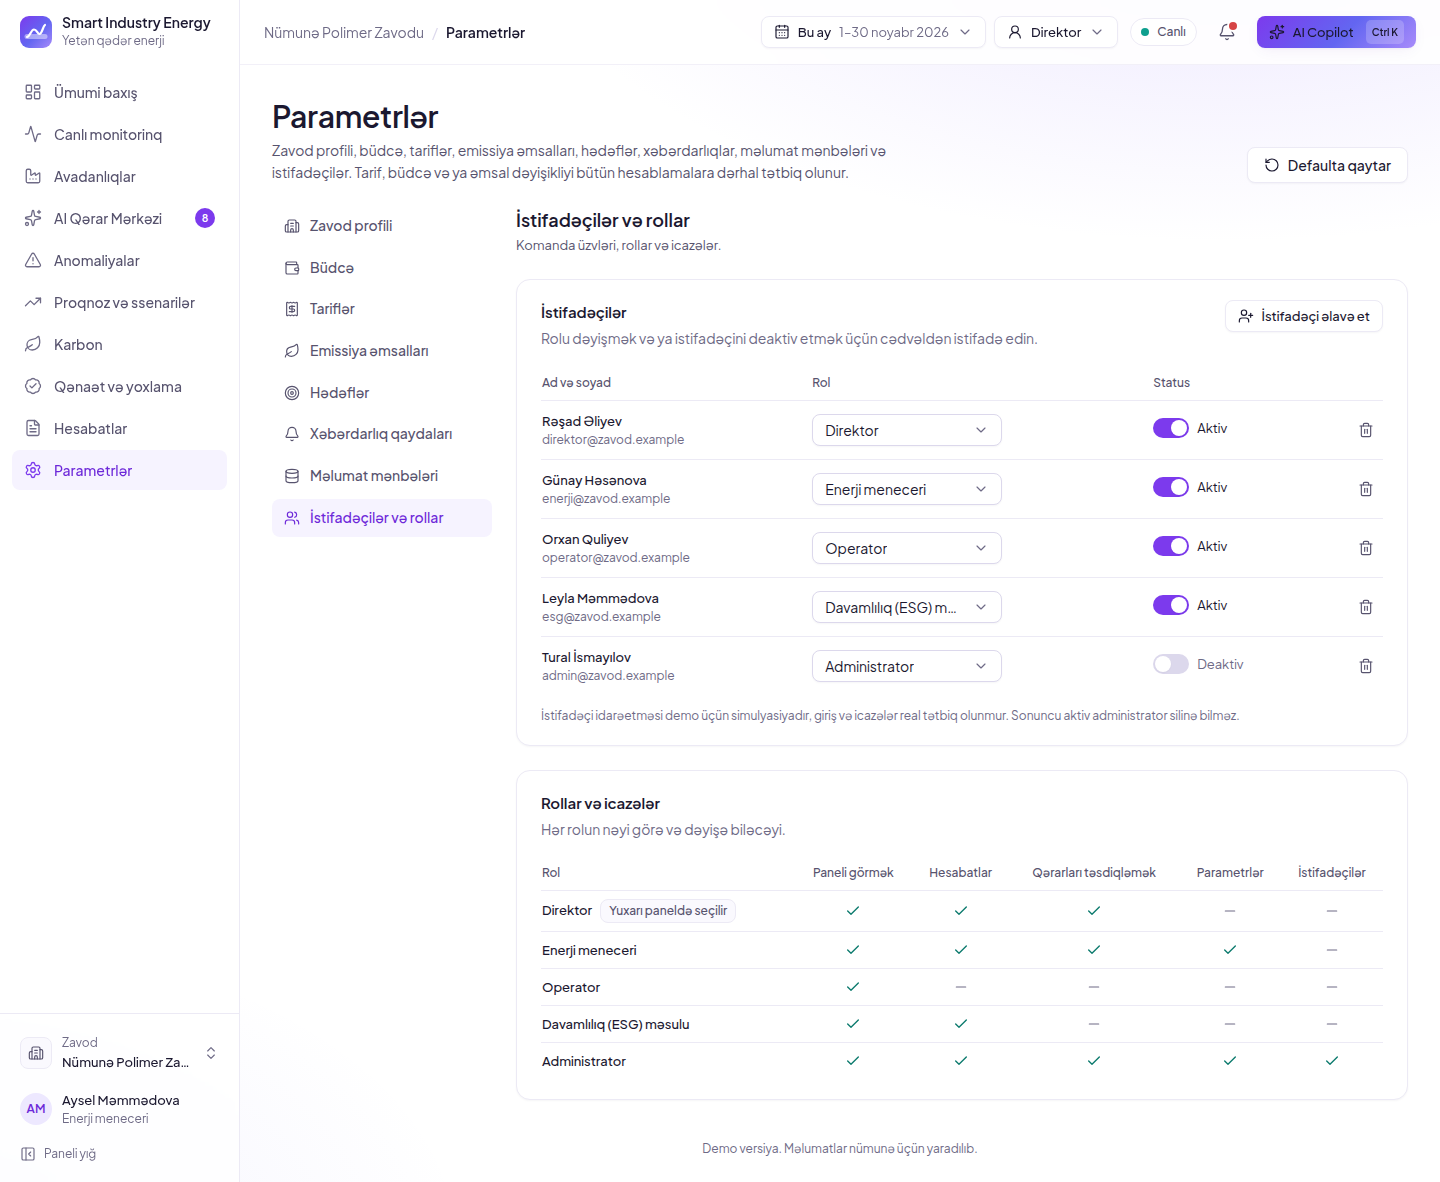 Smart Industry Energy
Yetən qədər enerji
Ümumi baxış
Canlı monitorinq
Avadanlıqlar
AI Qərar Mərkəzi
8
Anomaliyalar
Proqnoz və ssenarilər
Karbon
Qənaət və yoxlama
Hesabatlar
Parametrlər
Zavod
Nümunə Polimer Za...
AM
Aysel Məmmədova
Enerji meneceri
Paneli yığ
Nümunə Polimer Zavodu / Parametrlər
Bu ay 1–30 noyabr 2026
Direktor
Canlı
AI Copilot
Ctrl K
Parametrlər
Zavod profili, büdcə, tariflər, emissiya əmsalları, hədəflər, xəbərdarlıqlar, məlumat mənbələri və
istifadəçilər. Tarif, büdcə və ya əmsal dəyişikliyi bütün hesablamalara dərhal tətbiq olunur.
Defaulta qaytar
Zavod profili
Büdcə
Tariflər
Emissiya əmsalları
Hədəflər
Xəbərdarlıq qaydaları
Məlumat mənbələri
İstifadəçilər və rollar
İstifadəçilər və rollar
Komanda üzvləri, rollar və icazələr.
İstifadəçilər
Rolu dəyişmək və ya istifadəçini deaktiv etmək üçün cədvəldən istifadə edin.
İstifadəçi əlavə et
Ad və soyad Rol Status
Rəşad Əliyev
direktor@zavod.example
Direktor
Aktiv
Günay Həsənova
enerji@zavod.example
Enerji meneceri
Aktiv
Orxan Quliyev
operator@zavod.example
Operator
Aktiv
Leyla Məmmədova
esg@zavod.example
Davamlılıq (ESG) m...
Aktiv
Tural İsmayılov
admin@zavod.example
Administrator
Deaktiv
İstifadəçi idarəetməsi demo üçün simulyasiyadır, giriş və icazələr real tətbiq olunmur. Sonuncu aktiv administrator silinə bilməz.
Rollar və icazələr
Hər rolun nəyi görə və dəyişə biləcəyi.
Rol Paneli görmək Hesabatlar Qərarları təsdiqləmək Parametrlər İstifadəçilər
Direktor Yuxarı paneldə seçilir
Enerji meneceri
Operator
Davamlılıq (ESG) məsulu
Administrator
Demo versiya. Məlumatlar nümunə üçün yaradılıb.